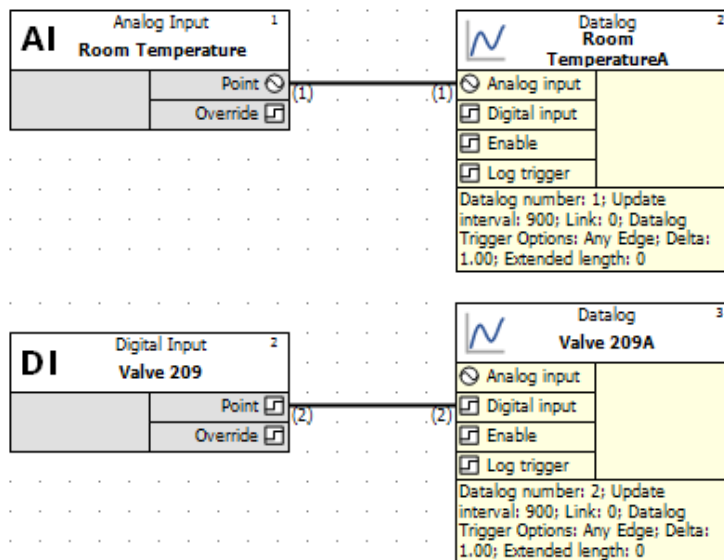 AI
Analog Input
1
Room Temperature
Point
Override
(1)
(1)
Datalog
2
Room
TemperatureA
Analog input
Digital input
Enable
Log trigger
Datalog number: 1; Update
interval: 900; Link: 0; Datalog
Trigger Options: Any Edge; Delta:
1.00; Extended length: 0
DI
Digital Input
2
Valve 209
Point
Override
(2)
(2)
Datalog
3
Valve 209A
Analog input
Digital input
Enable
Log trigger
Datalog number: 2; Update
interval: 900; Link: 0; Datalog
Trigger Options: Any Edge; Delta:
1.00; Extended length: 0